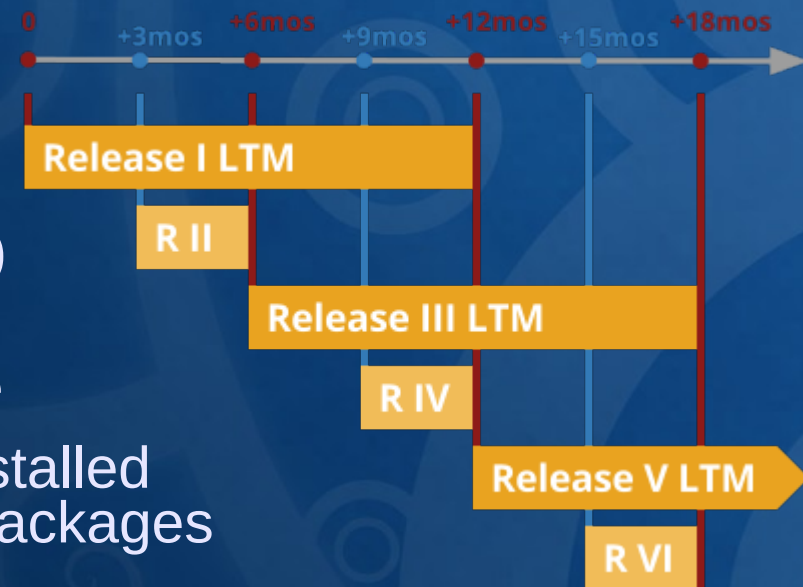 0 +3mos +6mos +9mos +12mos +15mos +18mos
Release I LTM
R II
Release III LTM
R IV
stalled
Release V LTM
ackages
R VI